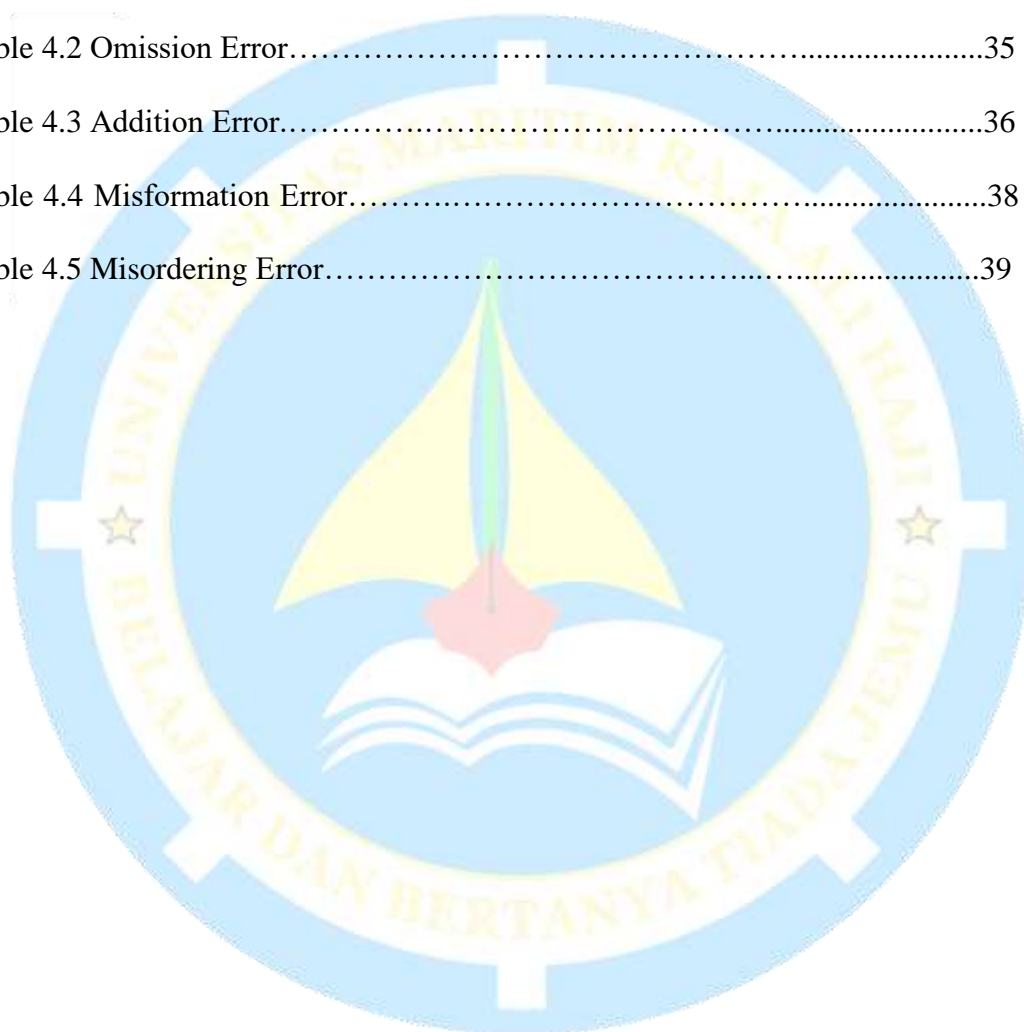 ble 4.2 Omission Error…………………………………………………......................35
ble 4.3 Addition Error……………..…………………………………….......................36
ble 4.4 Misformation Error………..……………………………….....................38
ble 4.5 Misordering Error…………………………………………..…......................39
UNIVERSITAS MARITIM RAJA ALI HAJI
BELAJAR DAN BERTANYA TIADA JEMU